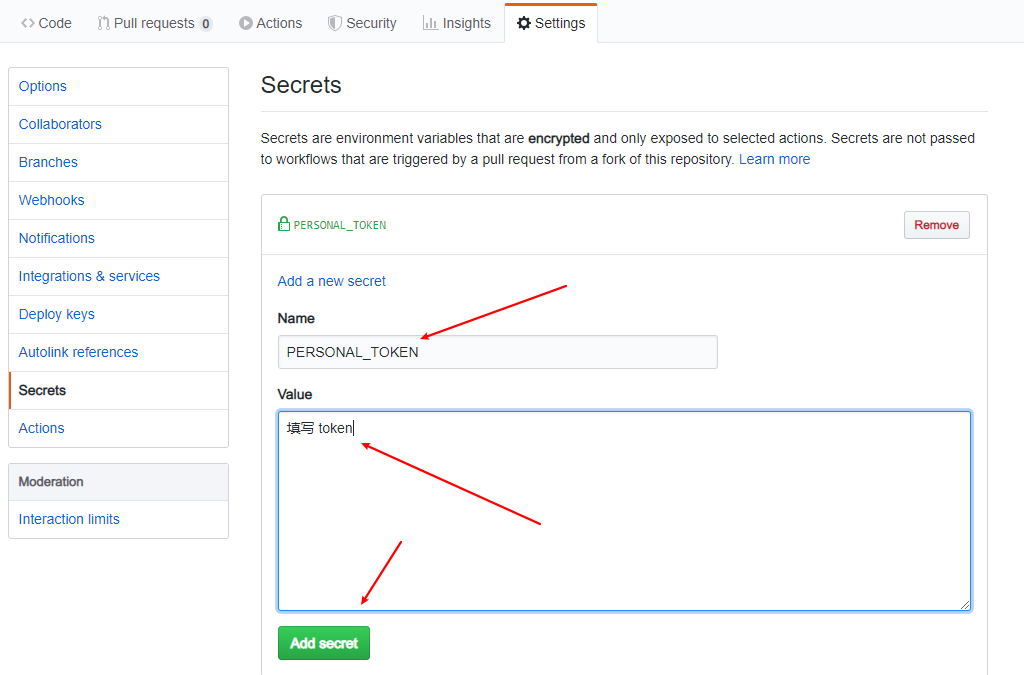 Code Pull requests 0 Actions Security Insights Settings
Options
Collaborators
Branches
Webhooks
Notifications
Integrations & services
Deploy keys
Autolink references
Secrets
Actions
Moderation
Interaction limits
Secrets
Secrets are environment variables that are encrypted and only exposed to selected actions. Secrets are not passed
to workflows that are triggered by a pull request from a fork of this repository. Learn more
PERSONAL_TOKEN Remove
Add a new secret
Name
PERSONAL_TOKEN
Value
填写 token
Add secret